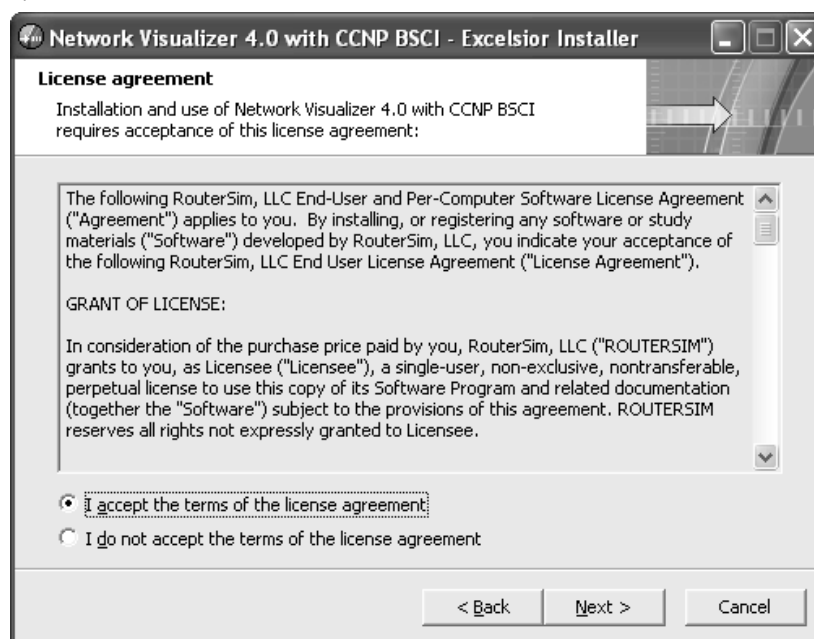 Network Visualizer 4.0 with CCNP BSCI - Excelsior Installer
License agreement
Installation and use of Network Visualizer 4.0 with CCNP BSCI
requires acceptance of this license agreement:
The following RouterSim, LLC End-User and Per-Computer Software License Agreement
("Agreement") applies to you.  By installing, or registering any software or study
materials ("Software") developed by RouterSim, LLC, you indicate your acceptance of
the following RouterSim, LLC End User License Agreement ("License Agreement").
GRANT OF LICENSE:
In consideration of the purchase price paid by you, RouterSim, LLC ("ROUTERSIM")
grants to you, as Licensee ("Licensee"), a single-user, non-exclusive, nontransferable,
perpetual license to use this copy of its Software Program and related documentation
(together the "Software") subject to the provisions of this agreement. ROUTERSIM
reserves all rights not expressly granted to Licensee.
I accept the terms of the license agreement
I do not accept the terms of the license agreement
< Back
Next >
Cancel